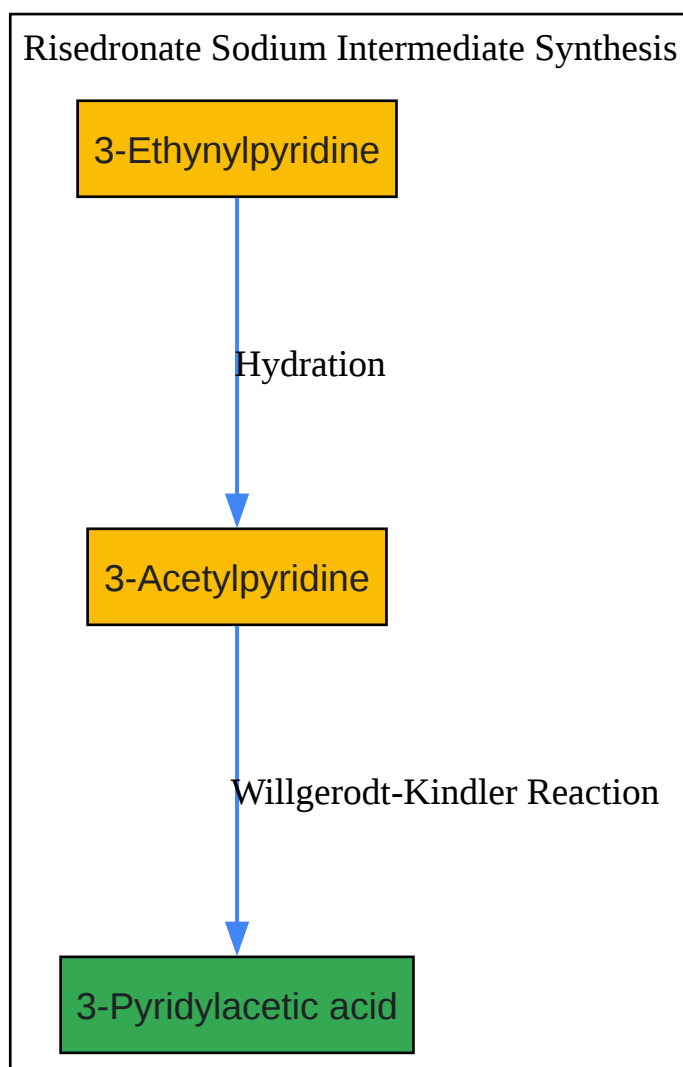 Risedronate Sodium Intermediate Synthesis
3-Ethynylpyridine
Hydration
3-Acetylpyridine
Willgerodt-Kindler Reaction
3-Pyridylacetic acid